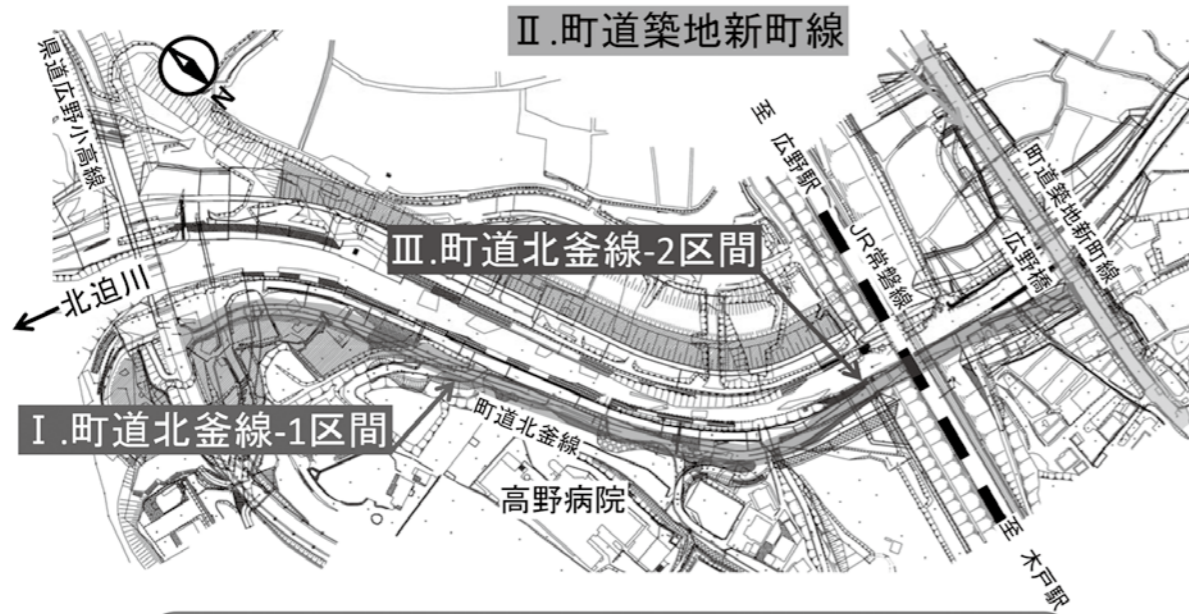 Ⅱ.町道築地新町線
県道広野小高線
N
至 広野駅
JR常磐線
町道築地新町線
広野橋
Ⅲ.町道北釜線-2区間
北迫川
Ⅰ.町道北釜線-1区間
町道北釜線
高野病院
至 木戸駅